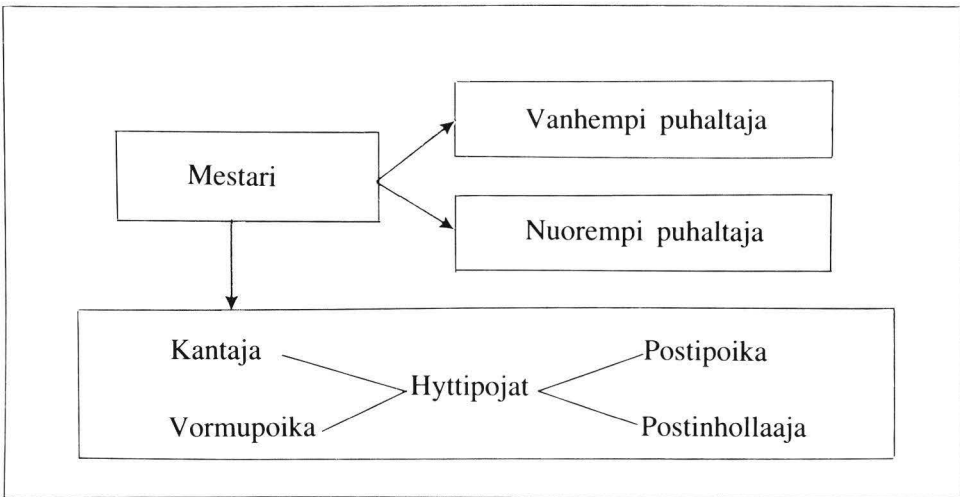 Vanhempi puhaltaja
Mestari
Nuorempi puhaltaja
Kantaja
Postipoika
Hyttipojat
Vormupoika
Postinhollaaja